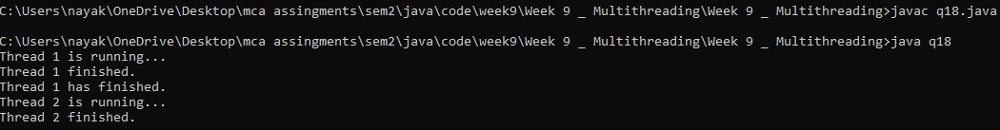 C:\Users\nayak\OneDrive\Desktop\mca assingments\sem2\java\code\week9\Week 9 _ Multithreading\Week 9 _ Multithreading>javac q18.java
C:\Users\nayak\OneDrive\Desktop\mca assingments\sem2\java\code\week9\Week 9 _ Multithreading\Week 9 _ Multithreading>java q18
Thread 1 is running...
Thread 1 finished.
Thread 1 has finished.
Thread 2 is running...
Thread 2 finished.